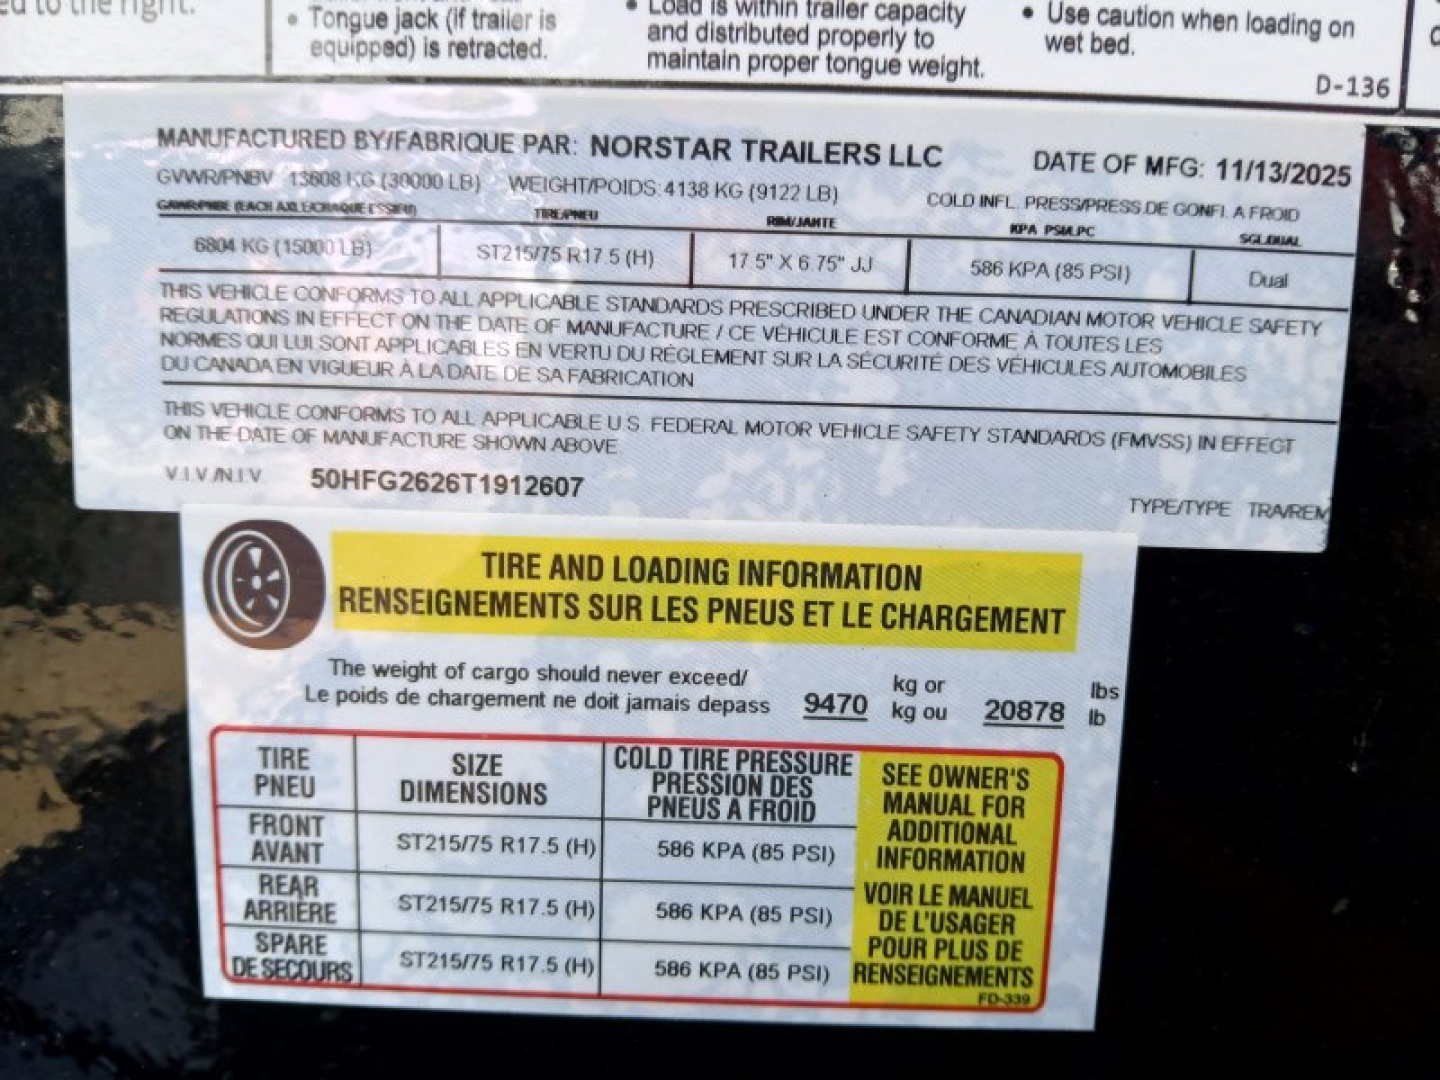 ed to the right.
• Tongue jack (if trailer is
equipped) is retracted.
• Load is within trailer capacity
and distributed properly to
maintain proper tongue weight.
• Use caution when loading on
wet bed.
D-136
MANUFACTURED BY/FABRIQUE PAR: NORSTAR TRAILERS LLC
DATE OF MFG: 11/13/2025
GVWR/PNBV 13608 KG (30000 LB) WEIGHT/POIDS: 4138 KG (9122 LB)
COLD INFL. PRESS/PRESS.DE GONFL A FROID
GAWR/PNBE (EACH AXLE/CHAQUE ESSIEU) TIRE/PNEU RIM/JANTE KPA PSI/LPC SGL/DUAL
6804 KG (15000 LB) ST215/75 R17.5 (H) 17.5" X 6.75" JJ 586 KPA (85 PSI) Dual
THIS VEHICLE CONFORMS TO ALL APPLICABLE STANDARDS PRESCRIBED UNDER THE CANADIAN MOTOR VEHICLE SAFETY
REGULATIONS IN EFFECT ON THE DATE OF MANUFACTURE / CE VÉHICULE EST CONFORME À TOUTES LES
NORMES QUI LUI SONT APPLICABLES EN VERTU DU RÈGLEMENT SUR LA SÉCURITÉ DES VÉHICULES AUTOMOBILES
DU CANADA EN VIGUEUR À LA DATE DE SA FABRICATION
THIS VEHICLE CONFORMS TO ALL APPLICABLE U.S. FEDERAL MOTOR VEHICLE SAFETY STANDARDS (FMVSS) IN EFFECT
ON THE DATE OF MANUFACTURE SHOWN ABOVE
V.I.V./N.I.V 50HFG2626T1912607
TYPE/TYPE TRA/REM
TIRE AND LOADING INFORMATION
RENSEIGNEMENTS SUR LES PNEUS ET LE CHARGEMENT
The weight of cargo should never exceed/
Le poids de chargement ne doit jamais depass 9470 kg or kg ou 20878 lbs lb
TIRE PNEU
SIZE DIMENSIONS
COLD TIRE PRESSURE
PRESSION DES
PNEUS A FROID
FRONT AVANT ST215/75 R17.5 (H) 586 KPA (85 PSI)
REAR ARRIÈRE ST215/75 R17.5 (H) 586 KPA (85 PSI)
SPARE DE SECOURS ST215/75 R17.5 (H) 586 KPA (85 PSI)
SEE OWNER'S
MANUAL FOR
ADDITIONAL
INFORMATION
VOIR LE MANUEL
DE L'USAGER
POUR PLUS DE
RENSEIGNEMENTS
FD-339